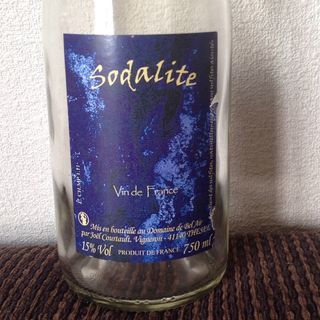 Sodalite
Vin de France
Mis en bouteille au Domaine de Bel Air
par Joël Courtault, Vigneron - 41140 THESEE
15% Vol PRODUIT DE FRANCE 750 ml